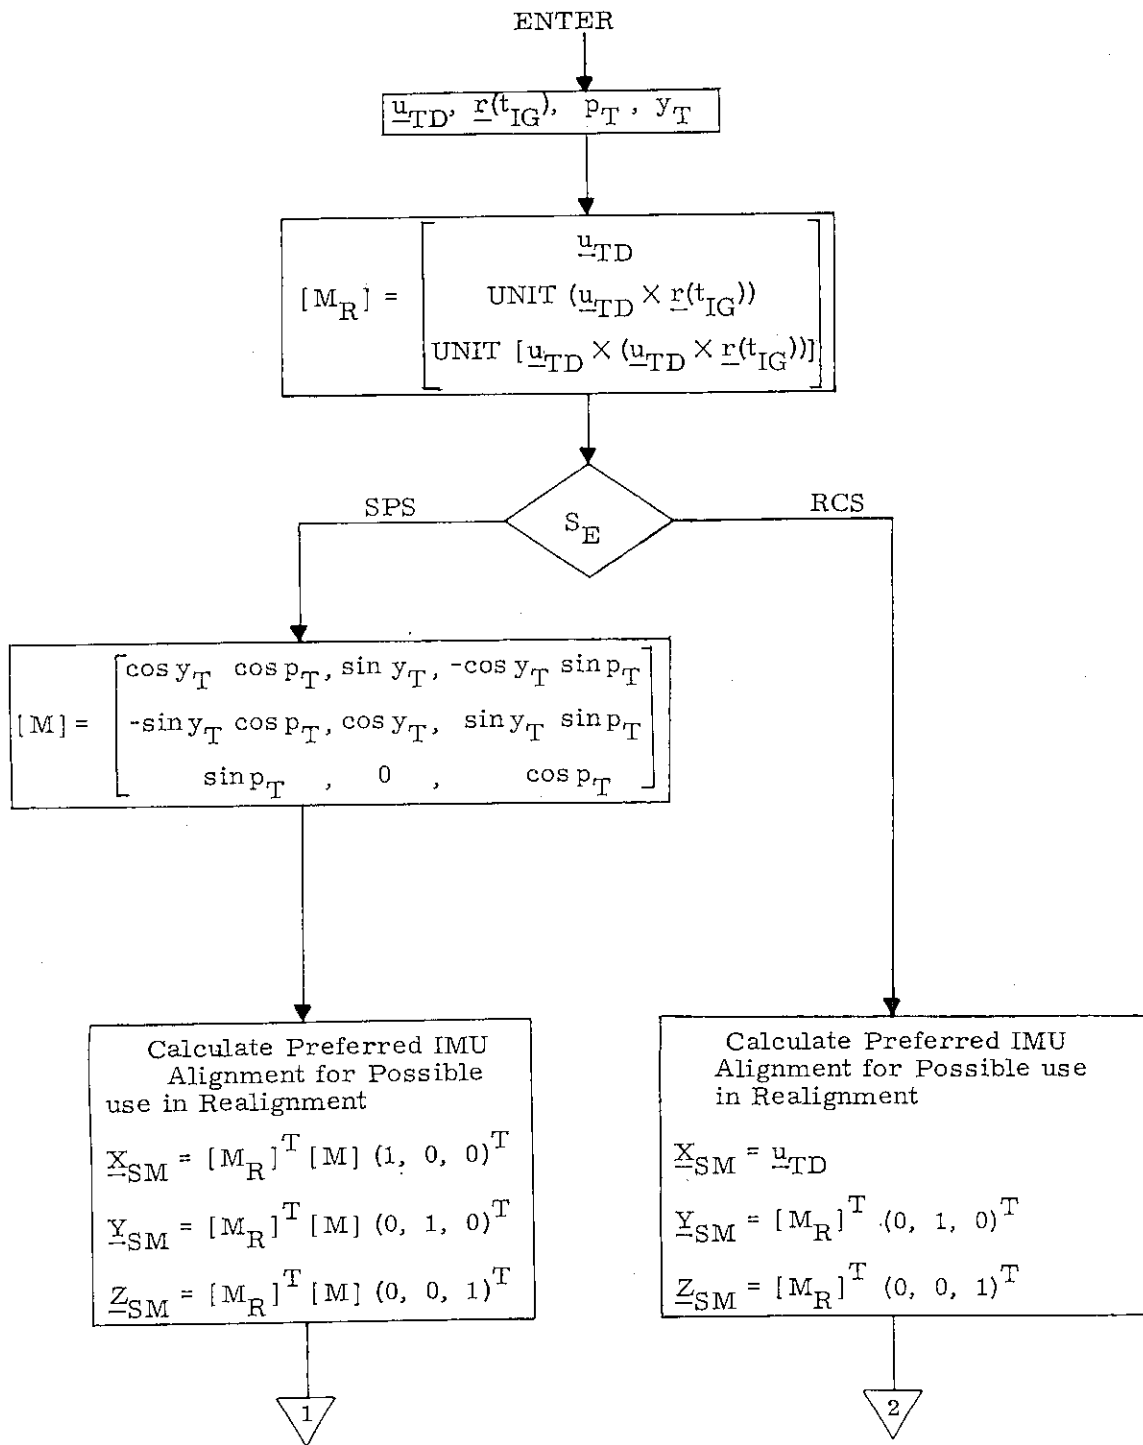 ENTER
u_TD, r(t_IG), p_T , y_T
[M_R] =
u_TD
UNIT (u_TD × r(t_IG))
UNIT [u_TD × (u_TD × r(t_IG))]
SPS
S_E
RCS
[M] =
cos y_T cos p_T, sin y_T, -cos y_T sin p_T
-sin y_T cos p_T, cos y_T, sin y_T sin p_T
sin p_T , 0 , cos p_T
Calculate Preferred IMU
Alignment for Possible
use in Realignment
X_SM = [M_R]^T [M] (1, 0, 0)^T
Y_SM = [M_R]^T [M] (0, 1, 0)^T
Z_SM = [M_R]^T [M] (0, 0, 1)^T
1
Calculate Preferred IMU
Alignment for Possible use
in Realignment
X_SM = u_TD
Y_SM = [M_R]^T (0, 1, 0)^T
Z_SM = [M_R]^T (0, 0, 1)^T
2